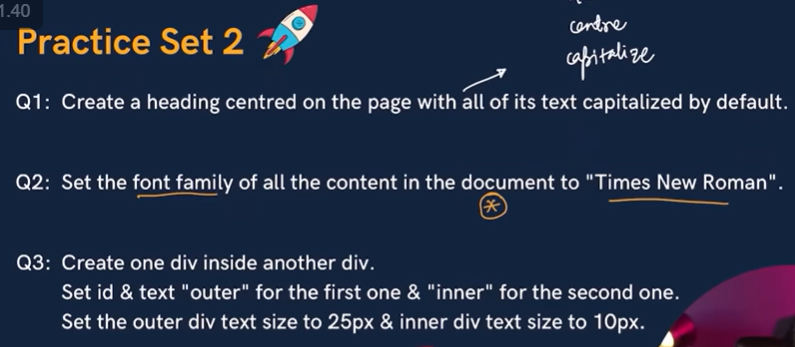 1.40
Practice Set 2
centre
capitalize
Q1: Create a heading centred on the page with all of its text capitalized by default.
Q2: Set the font family of all the content in the document to "Times New Roman".
*
Q3: Create one div inside another div.
Set id & text "outer" for the first one & "inner" for the second one.
Set the outer div text size to 25px & inner div text size to 10px.